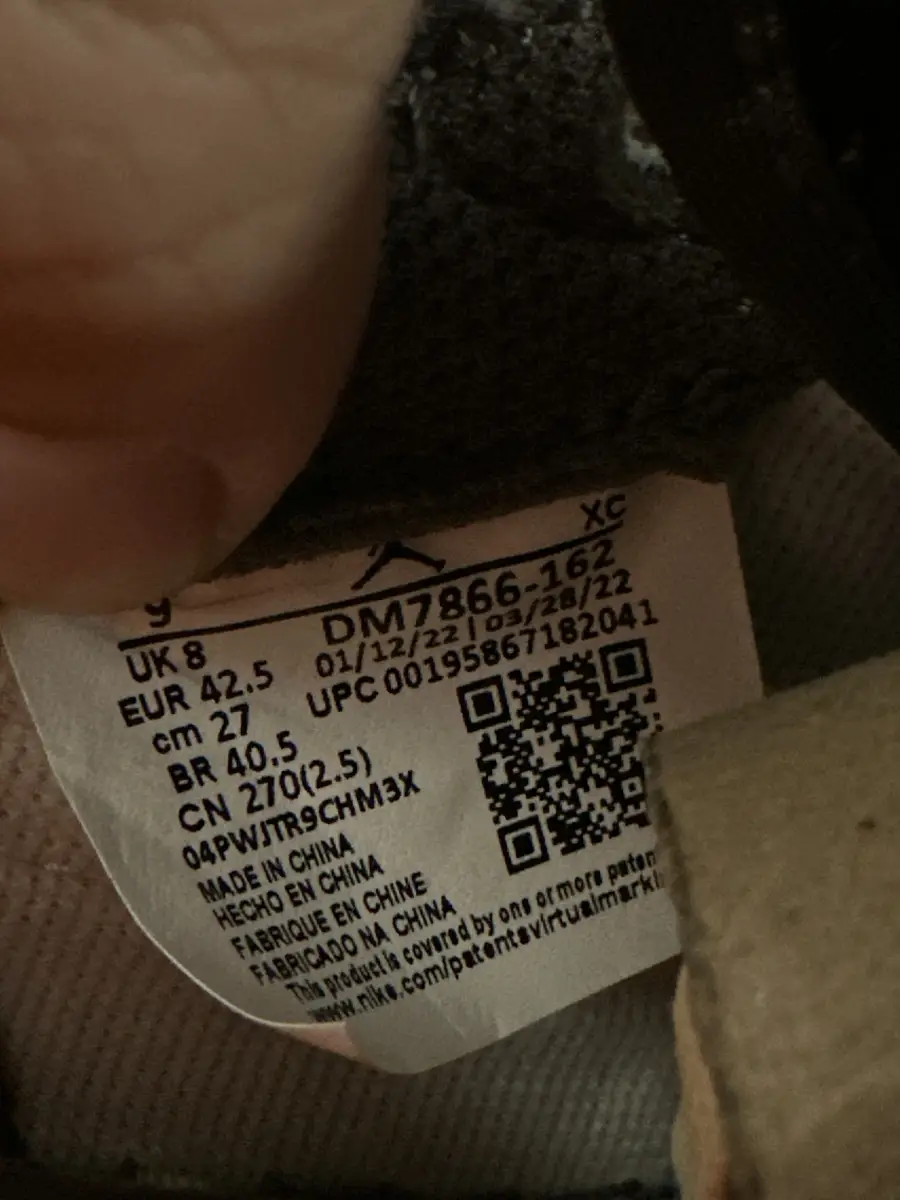 XC
9
UK 8
EUR 42.5
cm 27
BR 40.5
CN 270(2.5)
04PWJTR9CHM3X
DM7866-162
01/12/22 | 03/28/22
UPC 00195867182041
MADE IN CHINA
HECHO EN CHINA
FABRIQUE EN CHINE
FABRICADO NA CHINA
This product is covered by one or more
www.nike.com/patentsvirtualmarki